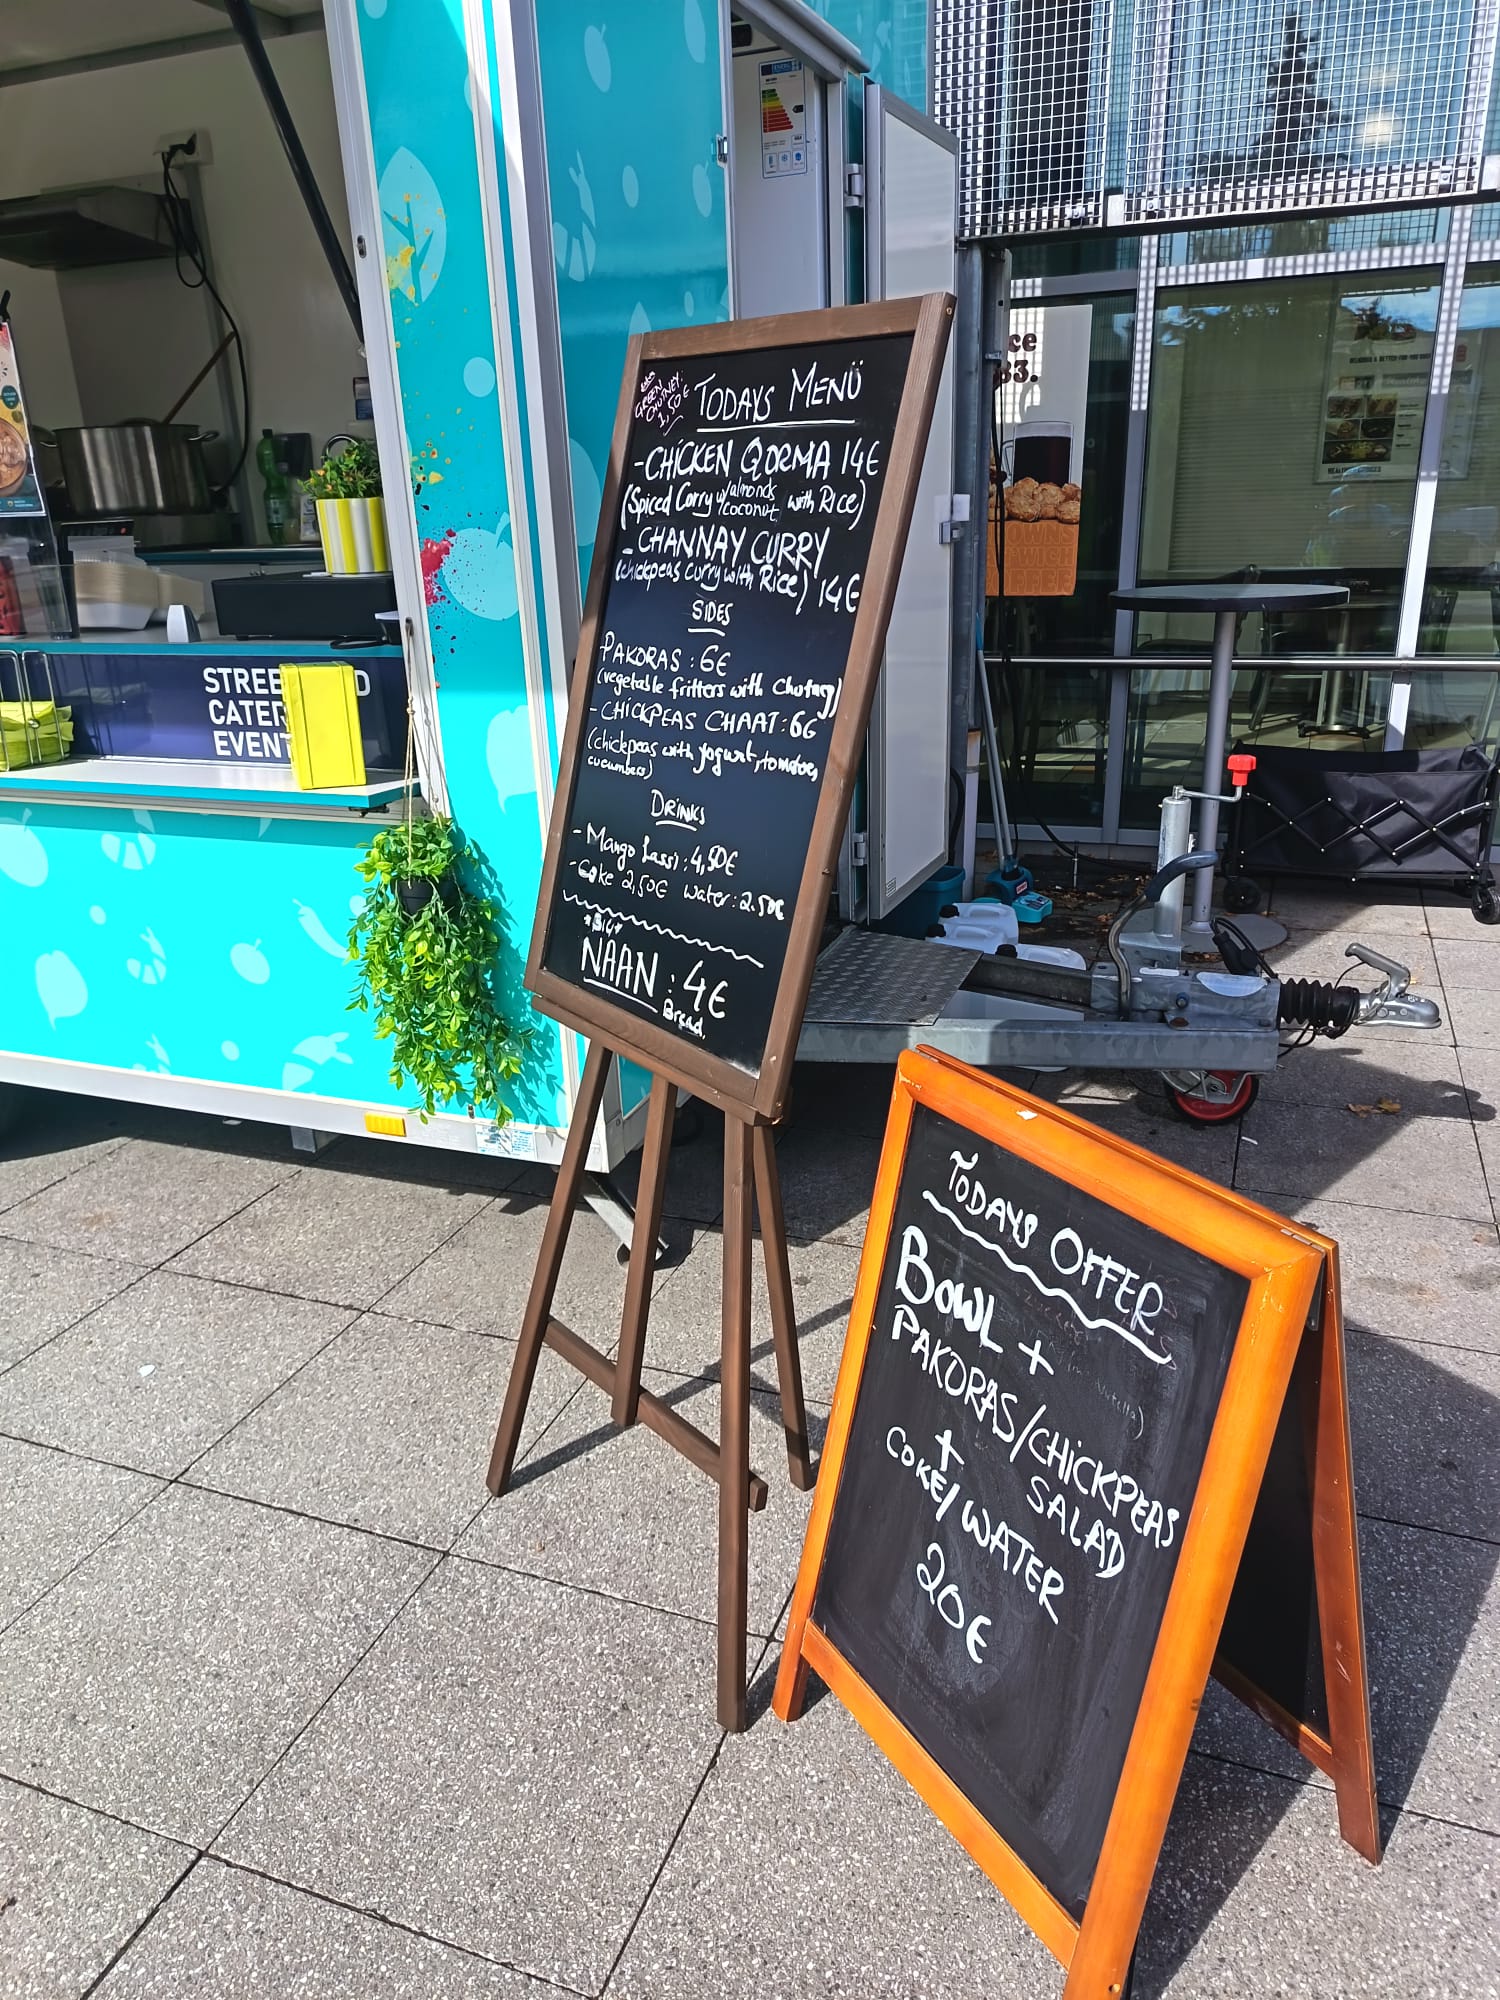 TODAYS MENÜ
GREEN
CHUTNEY:
1,50€
-CHICKEN QORMA 14€
(Spiced Curry w/almonds
/coconut with Rice)
- CHANNAY CURRY
(chickpeas curry with Rice) 14€
SIDES
PAKORAS : 6€
(vegetable fritters with Chutney)
- CHICKPEAS CHAAT : 6€
(chickpeas with yogurt, tomatoes,
cucumbers)
DRINKS
- Mango Lassi : 4,50€
- Coke 2,50€ water : 2.50€
*BIG*
NAAN : 4€
Bread,
TODAYS OFFER
BOWL +
PAKORAS/CHICKPEAS
SALAD
+
COKE/WATER
20€
STREE D
CATER
EVEN
ce
83.